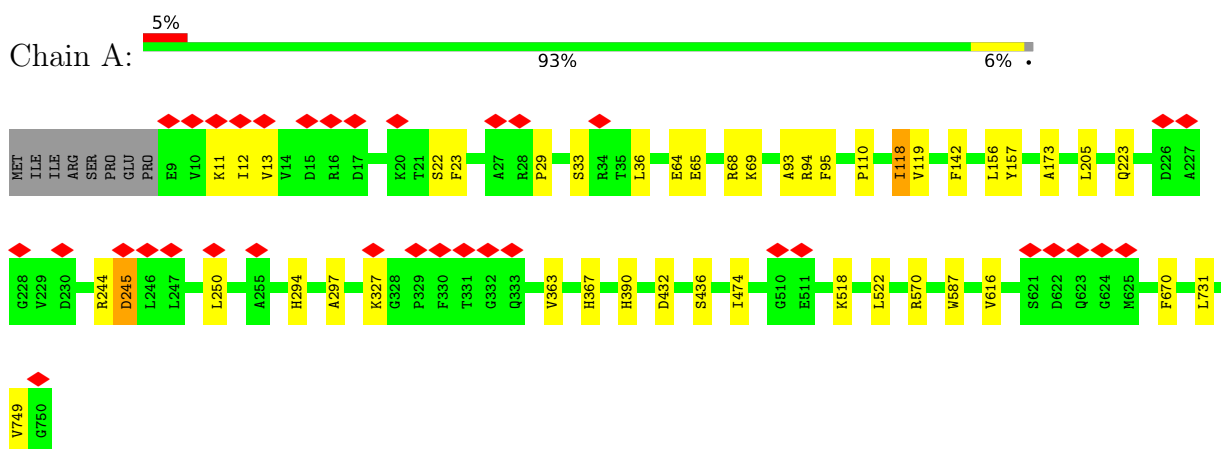 5%
Chain A:
93% 6% •
MET ILE ILE ARG SER PRO GLU PRO E9 V10 K11 I12 V13 V14 D15 R16 D17 K20 T21 S22 F23 A27 R28 P29 S33 R34 T35 L36 E64 E65 R68 K69 A93 R94 F95 P110 I118 V119 F142 L156 Y157 A173 L205 Q223 D226 A227
G228 V229 D230 R244 D245 L246 L247 L250 A255 H294 A297 K327 G328 P329 F330 T331 G332 Q333 V363 H367 H390 D432 S436 I474 G510 E511 K518 L522 R570 W587 V616 S621 D622 Q623 G624 M625 F670 L731
V749 G750